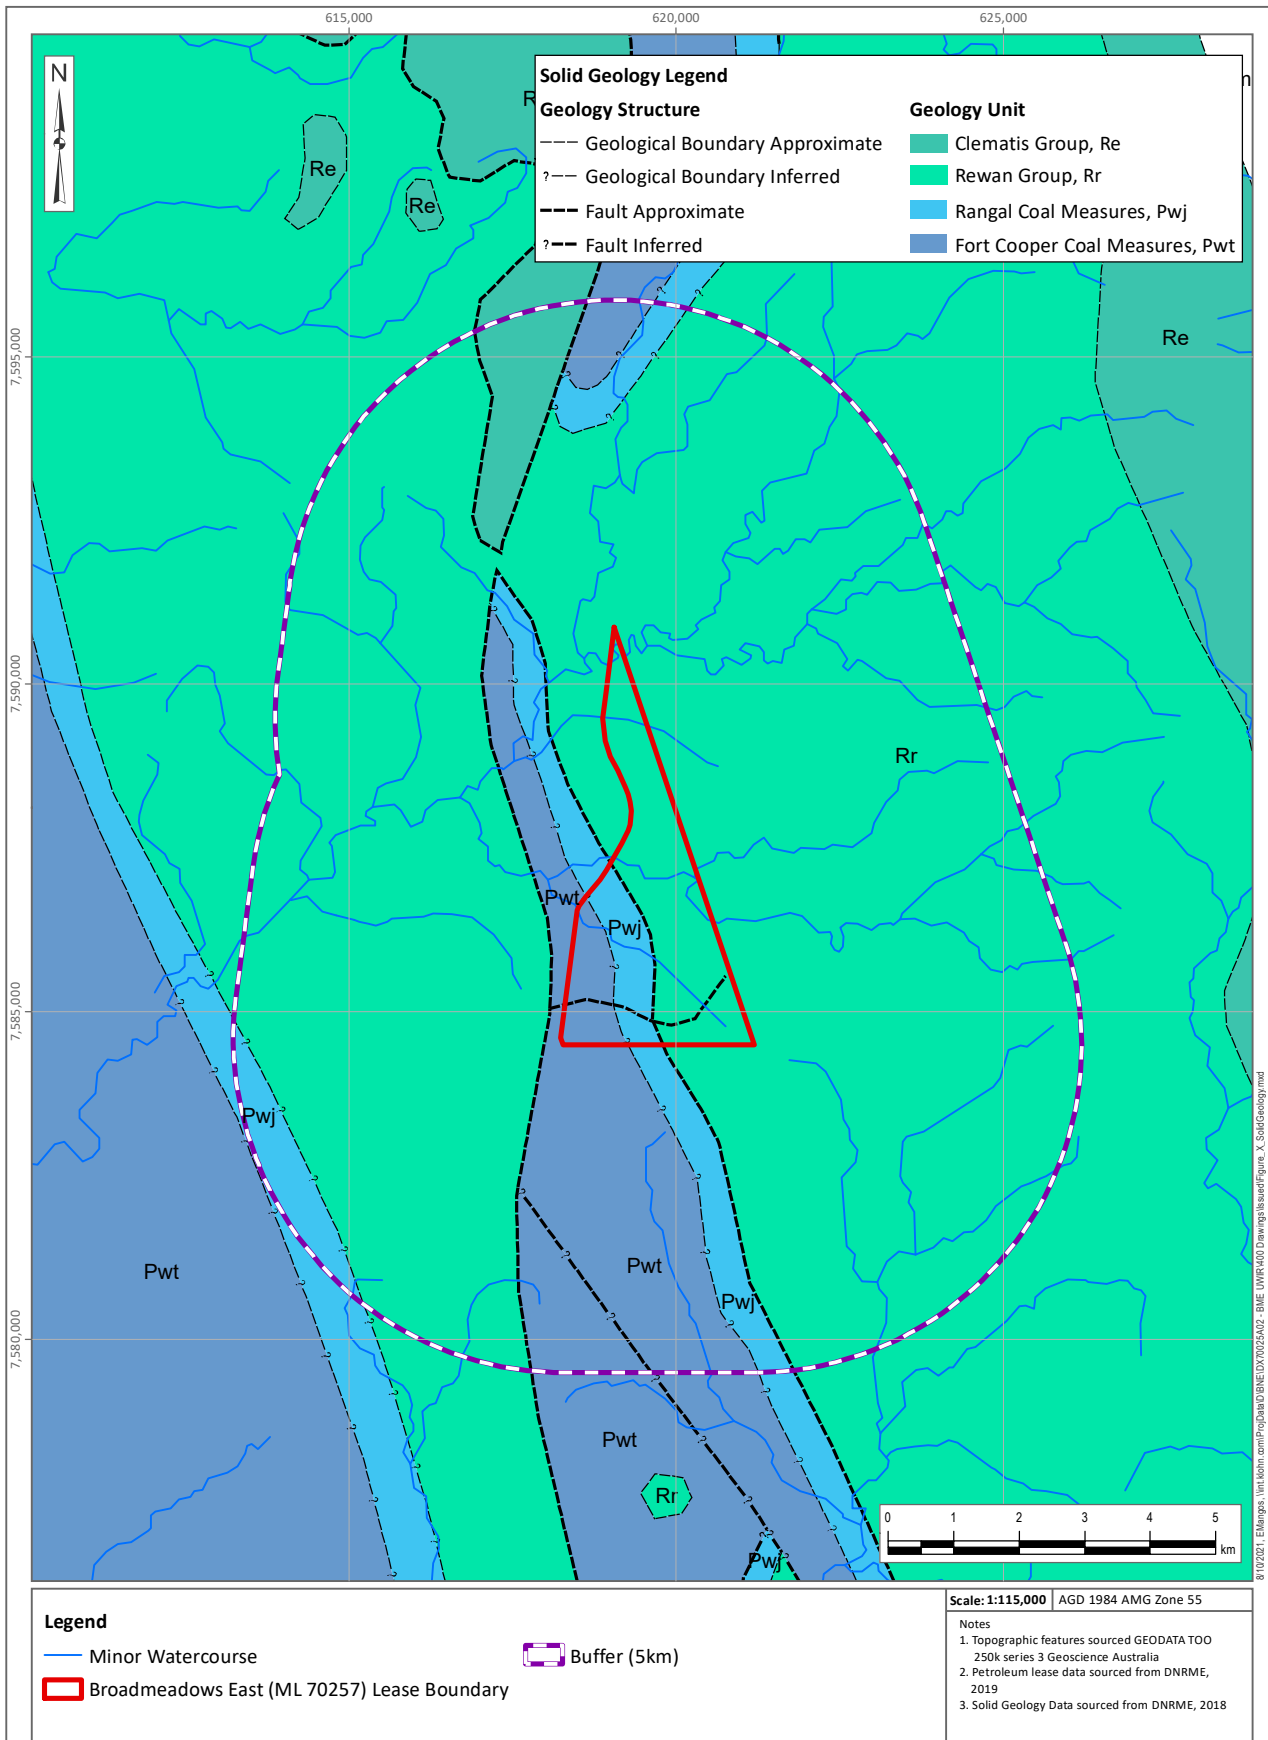 615,000
620,000
625,000
N
Solid Geology Legend
Geology Structure
Geological Boundary Approximate
? Geological Boundary Inferred
Fault Approximate
? Fault Inferred
Geology Unit
Clematis Group, Re
Rewan Group, Rr
Rangal Coal Measures, Pwj
Fort Cooper Coal Measures, Pwt
Re
Re
Re
7,595,000
7,590,000
7,585,000
7,580,000
Rr
Pwt
Pwj
Pwj
Pwt
Pwt
Pwj
Pwt
Rr
Pwj
0 1 2 3 4 5
km
Legend
Minor Watercourse
Broadmeadows East (ML 70257) Lease Boundary
Buffer (5km)
Scale: 1:115,000 AGD 1984 AMG Zone 55
Notes
1. Topographic features sourced GEODATA TOO
250k series 3 Geoscience Australia
2. Petroleum lease data sourced from DNRME,
2019
3. Solid Geology Data sourced from DNRME, 2018